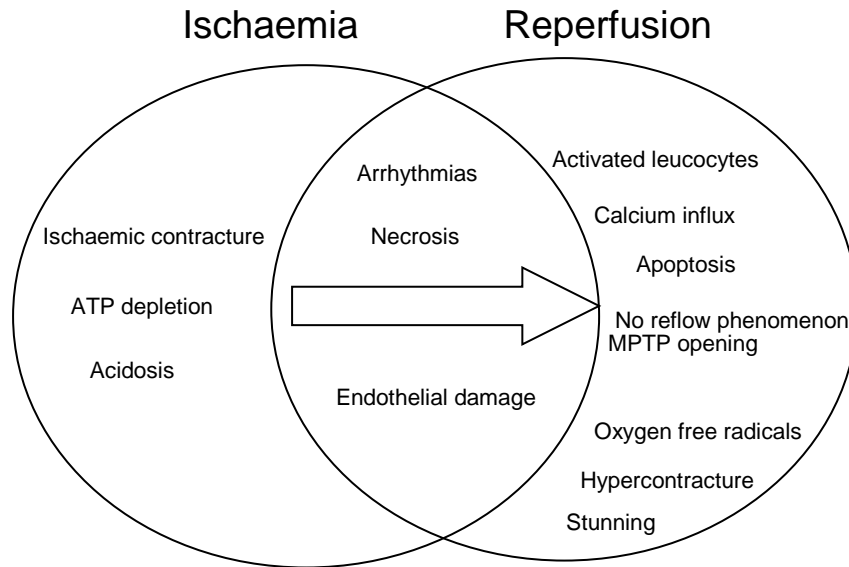 Ischaemia
Reperfusion
Ischaemic contracture
ATP depletion
Acidosis
Arrhythmias
Necrosis
Endothelial damage
Activated leucocytes
Calcium influx
Apoptosis
No reflow phenomenon
MPTP opening
Oxygen free radicals
Hypercontracture
Stunning